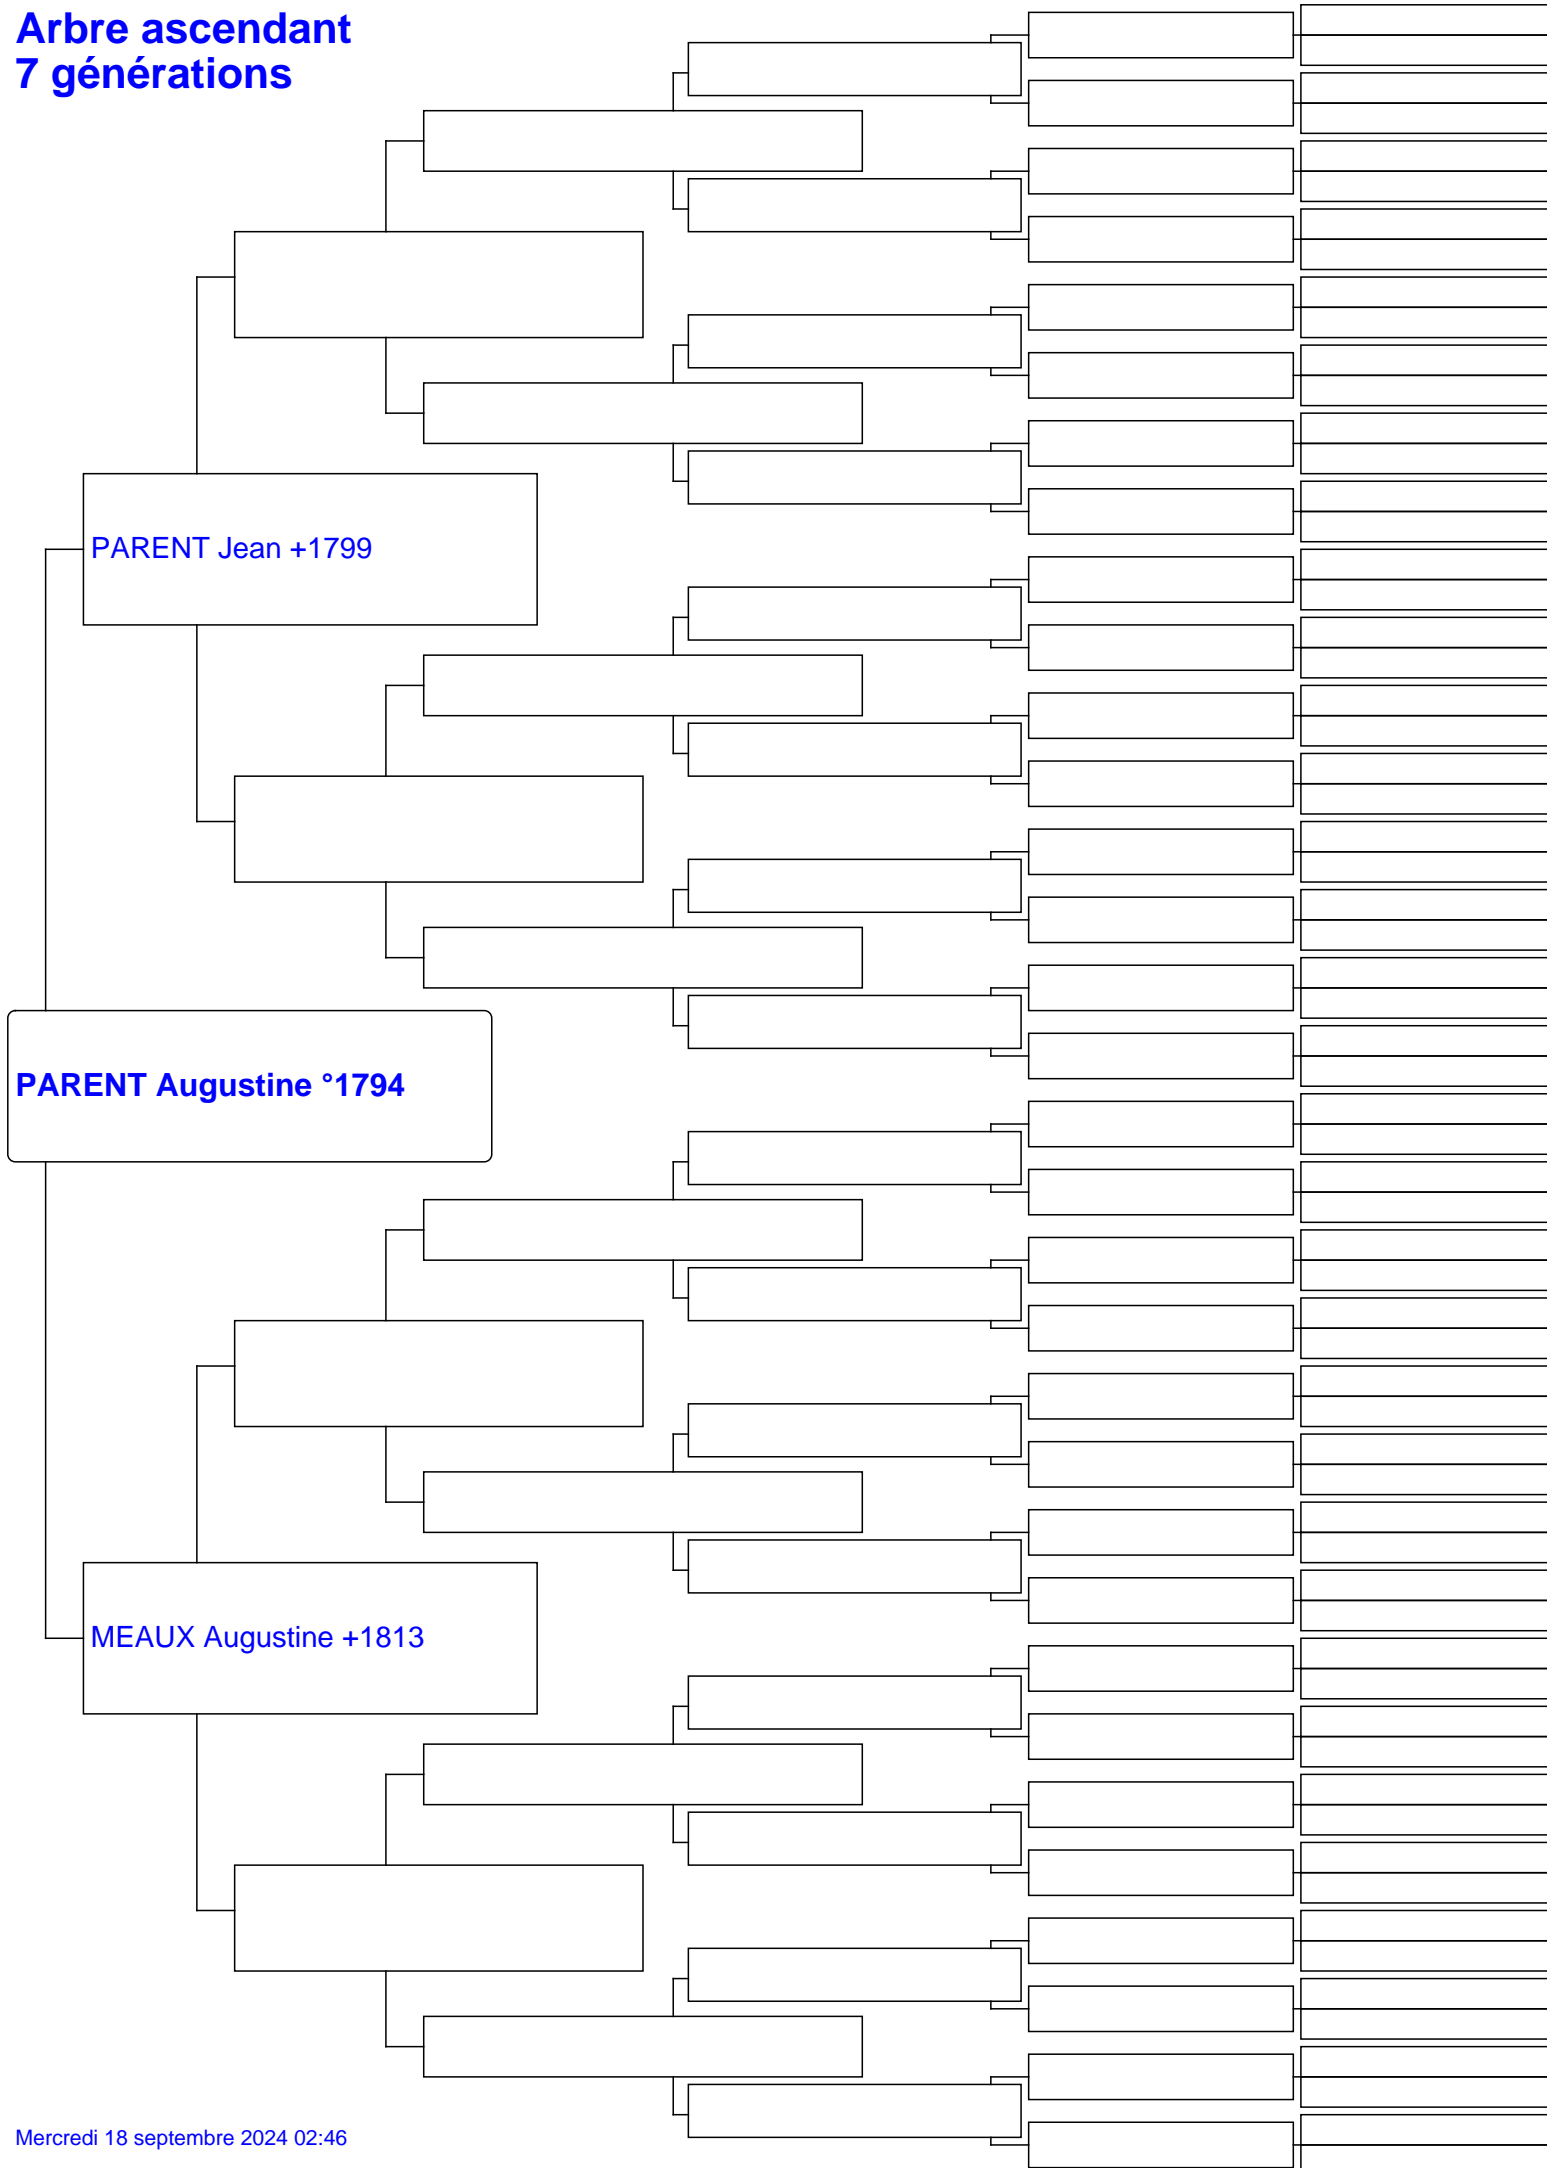 Arbre ascendant
7 générations
PARENT Jean +1799
PARENT Augustine °1794
MEAUX Augustine +1813
Mercredi 18 septembre 2024 02:46